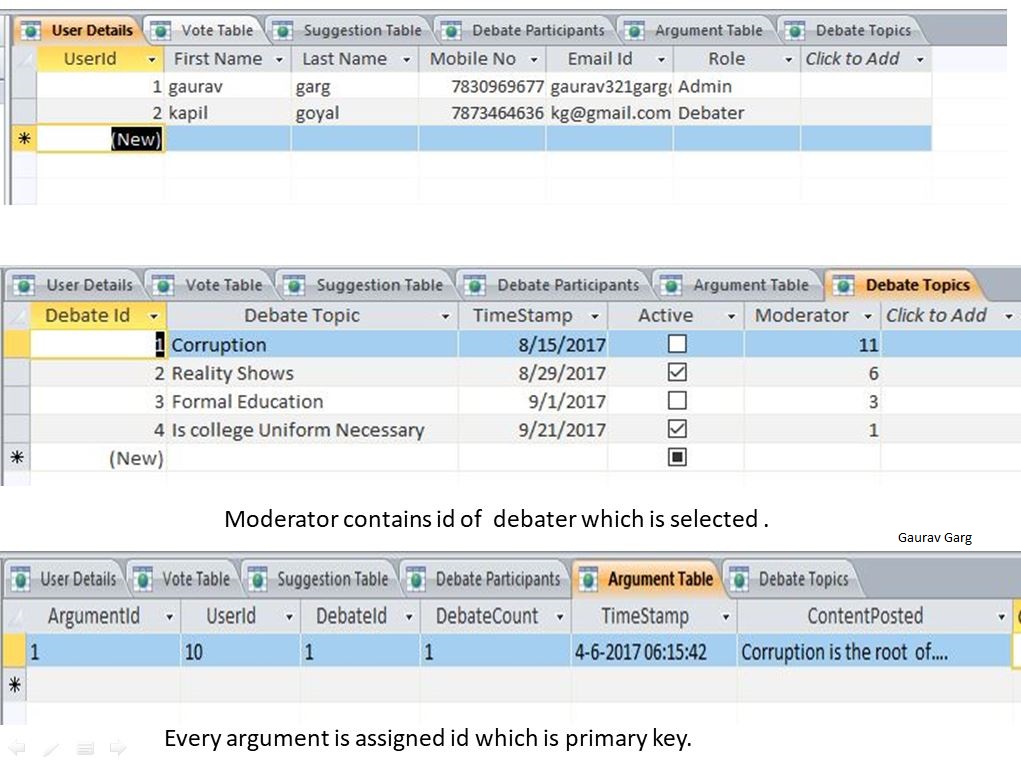 User Details Vote Table Suggestion Table Debate Participants Argument Table Debate Topics
UserId First Name Last Name Mobile No Email Id Role Click to Add
1 gaurav garg 7830969677 gaurav321garg Admin
2 kapil goyal 7873464636 kg@gmail.com Debater
(New)
User Details Vote Table Suggestion Table Debate Participants Argument Table Debate Topics
Debate Id Debate Topic TimeStamp Active Moderator Click to Add
1 Corruption 8/15/2017 11
2 Reality Shows 8/29/2017 6
3 Formal Education 9/1/2017 3
4 Is college Uniform Necessary 9/21/2017 1
(New)
Moderator contains id of debater which is selected .
Gaurav Garg
User Details Vote Table Suggestion Table Debate Participants Argument Table Debate Topics
ArgumentId UserId DebateId DebateCount TimeStamp ContentPosted
1 10 1 1 4-6-2017 06:15:42 Corruption is the root of....
Every argument is assigned id which is primary key.